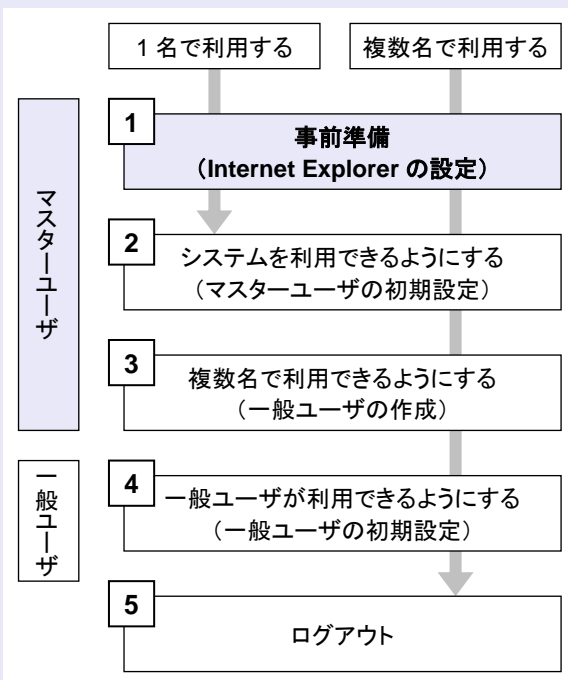 1 名で利用する
複数名で利用する
マスターユーザ
1
事前準備
（Internet Explorer の設定）
2
システムを利用できるようにする
（マスターユーザの初期設定）
3
複数名で利用できるようにする
（一般ユーザの作成）
一般ユーザ
4
一般ユーザが利用できるようにする
（一般ユーザの初期設定）
5
ログアウト